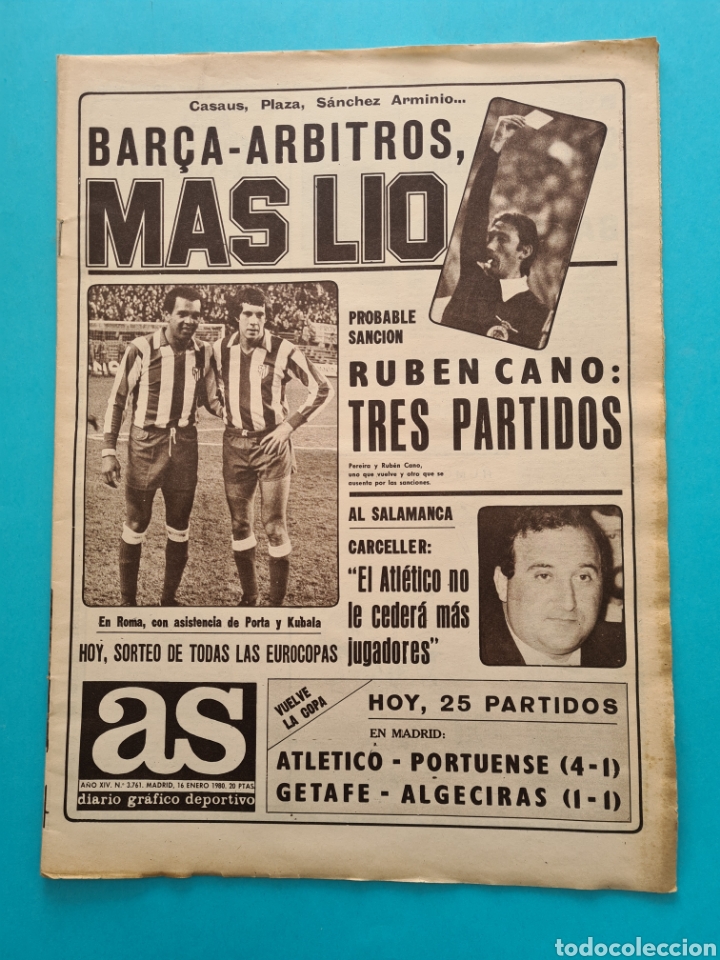 Casaus, Plaza, Sánchez Arminio...
BARÇA-ARBITROS,
MAS LIO
PROBABLE
SANCION
RUBEN CANO:
TRES PARTIDOS
Pereira y Rubén Cano,
uno que vuelve y otro que se
ausenta por las sanciones.
AL SALAMANCA
CARCELLER:
"El Atlético no
le cederá más
jugadores"
En Roma, con asistencia de Porta y Kubala
HOY, SORTEO DE TODAS LAS EUROCOPAS
as
AÑO XIV. N.º 3.761. MADRID, 16 ENERO 1980. 20 PTAS.
diario gráfico deportivo
VUELVE
LA COPA
HOY, 25 PARTIDOS
EN MADRID:
ATLETICO - PORTUENSE (4-1)
GETAFE - ALGECIRAS (1-1)
todocoleccion